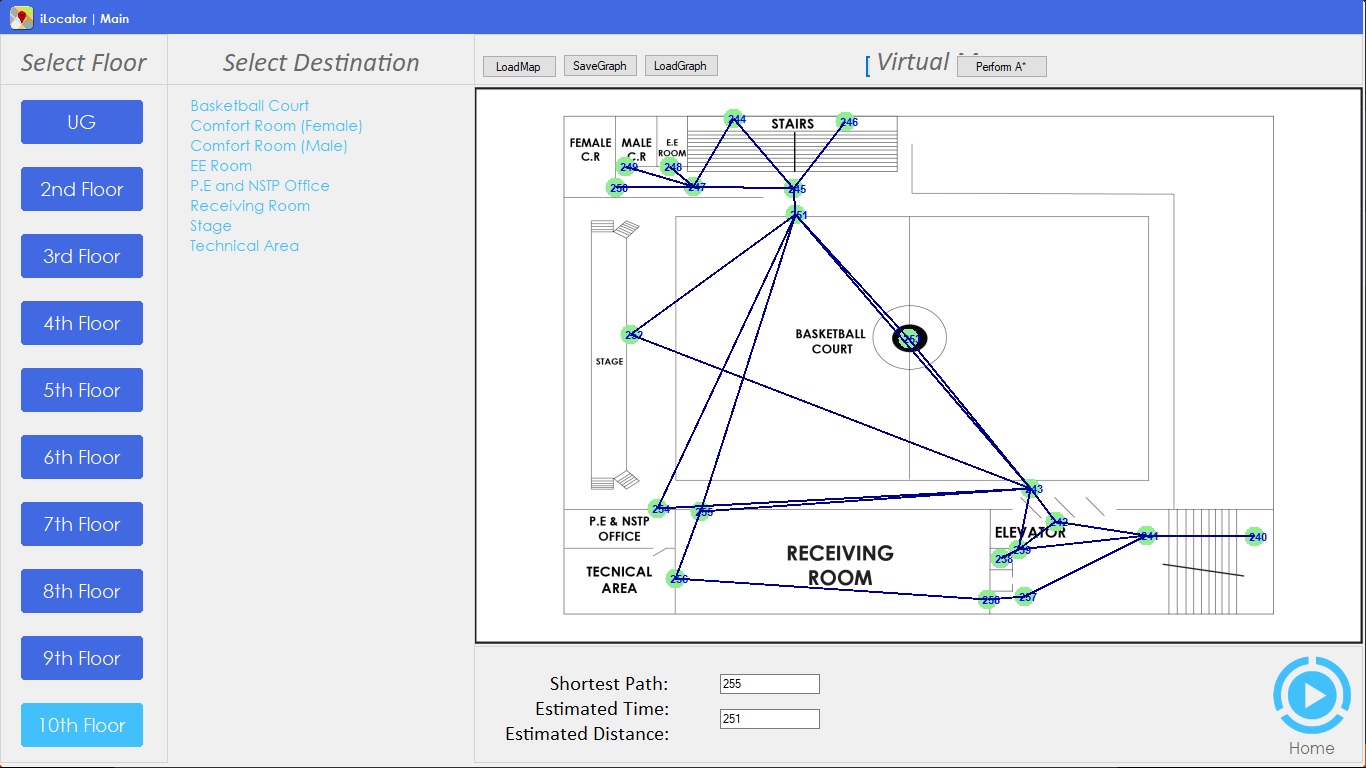 iLocator | Main
Select Floor
Select Destination
LoadMap
SaveGraph
LoadGraph
[ Virtual
Perform A*
UG
2nd Floor
3rd Floor
4th Floor
5th Floor
6th Floor
7th Floor
8th Floor
9th Floor
10th Floor
Basketball Court
Comfort Room (Female)
Comfort Room (Male)
EE Room
P.E and NSTP Office
Receiving Room
Stage
Technical Area
244
STAIRS
246
FEMALE
C.R
MALE
C.R
E.E
ROOM
249
248
250
247
245
251
252
BASKETBALL
COURT
STAGE
243
254
255
P.E & NSTP
OFFICE
242
ELEVATOR
241
240
239
238
RECEIVING
ROOM
TECNICAL
AREA
256
258
257
Shortest Path:
255
Estimated Time:
251
Estimated Distance:
Home